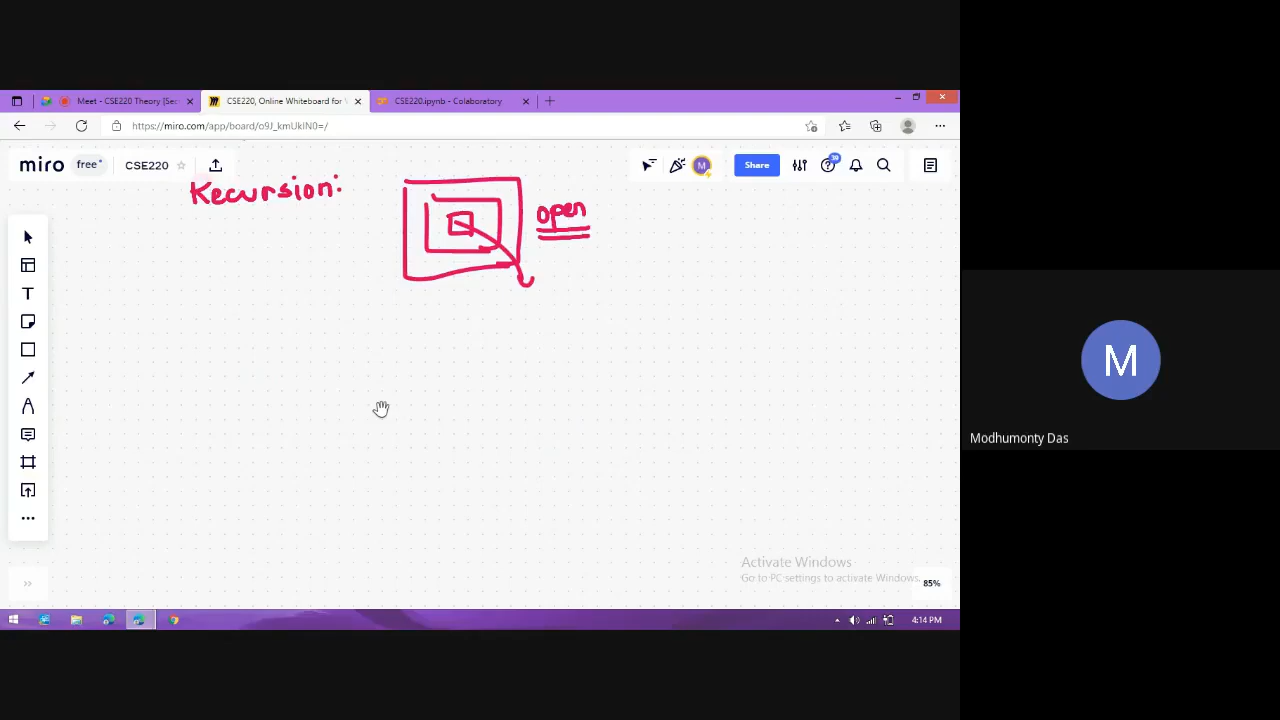 Meet - CSE220 Theory [Sec
CSE220, Online Whiteboard for V
CSE220.ipynb - Colaboratory
https://miro.com/app/board/o9J_kmUkIN0=/
miro free CSE220 M Share
Recursion:
open
M
Modhumonty Das
Activate Windows
Go to PC settings to activate Windows.
85%
4:14 PM